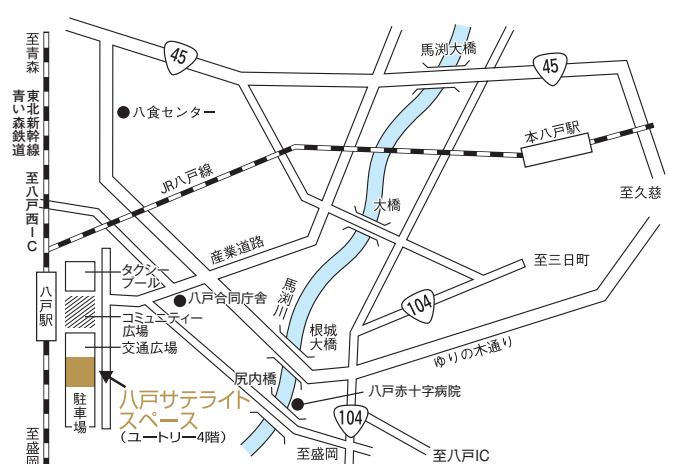 至青森
東北新幹線
青い森鉄道
至八戸西IC
八戸駅
至盛岡
45
馬淵大橋
45
八食センター
本八戸駅
JR八戸線
至久慈
大橋
産業道路
至三日町
タクシー
プール
八戸合同庁舎
馬淵川
104
コミュニティー
広場
根城
大橋
交通広場
ゆりの木通り
尻内橋
八戸赤十字病院
駐車場
八戸サテライト
スペース
(ユートリー4階)
104
至盛岡
至八戸IC